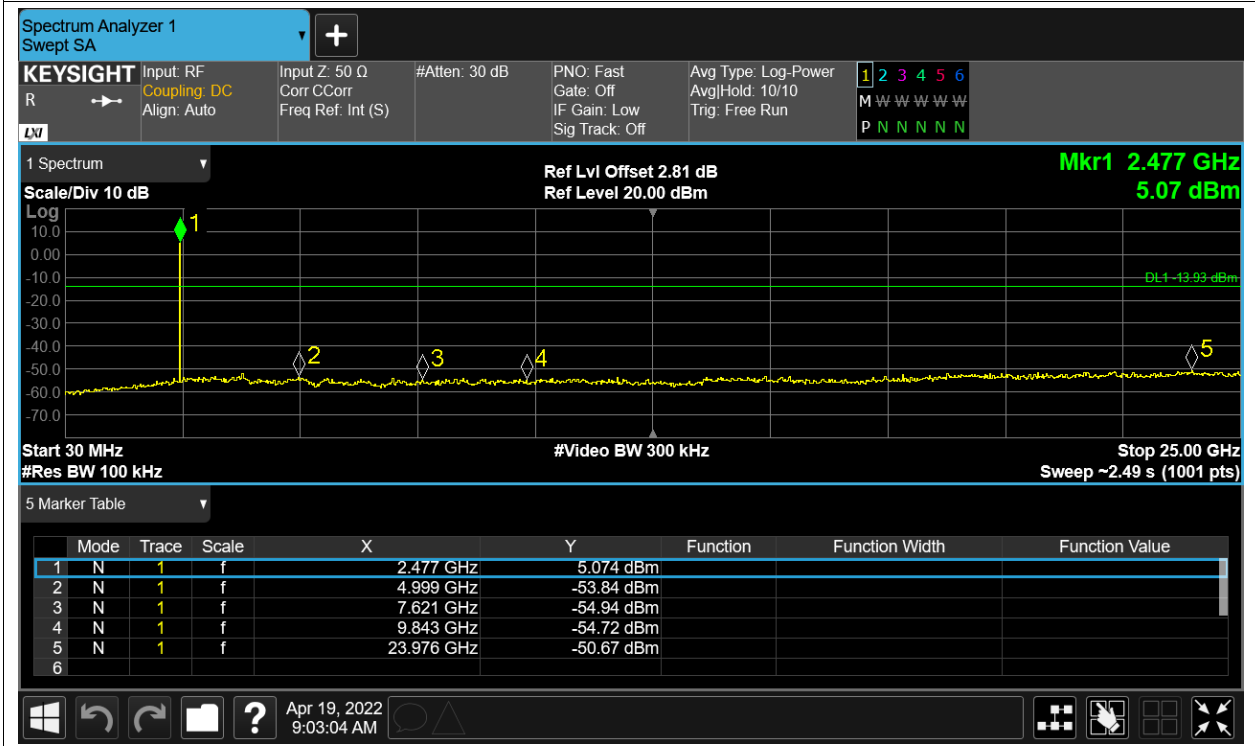 Spectrum Analyzer 1
Swept SA
+
KEYSIGHT
R
LXI
Input: RF
Coupling: DC
Align: Auto
Input Z: 50 Ω
Corr CCorr
Freq Ref: Int (S)
#Atten: 30 dB
PNO: Fast
Gate: Off
IF Gain: Low
Sig Track: Off
Avg Type: Log-Power
Avg|Hold: 10/10
Trig: Free Run
1 2 3 4 5 6
M W W W W W
P N N N N N
1 Spectrum
Scale/Div 10 dB
Ref Lvl Offset 2.81 dB
Ref Level 20.00 dBm
Mkr1 2.477 GHz
5.07 dBm
Log
10.0
0.00
-10.0
-20.0
-30.0
-40.0
-50.0
-60.0
-70.0
1
DL1 -13.93 dBm
2
3
4
5
Start 30 MHz
#Video BW 300 kHz
Stop 25.00 GHz
#Res BW 100 kHz
Sweep ~2.49 s (1001 pts)
5 Marker Table
Mode Trace Scale X Y Function Function Width Function Value
1 N 1 f 2.477 GHz 5.074 dBm
2 N 1 f 4.999 GHz -53.84 dBm
3 N 1 f 7.621 GHz -54.94 dBm
4 N 1 f 9.843 GHz -54.72 dBm
5 N 1 f 23.976 GHz -50.67 dBm
6
?
Apr 19, 2022
9:03:04 AM